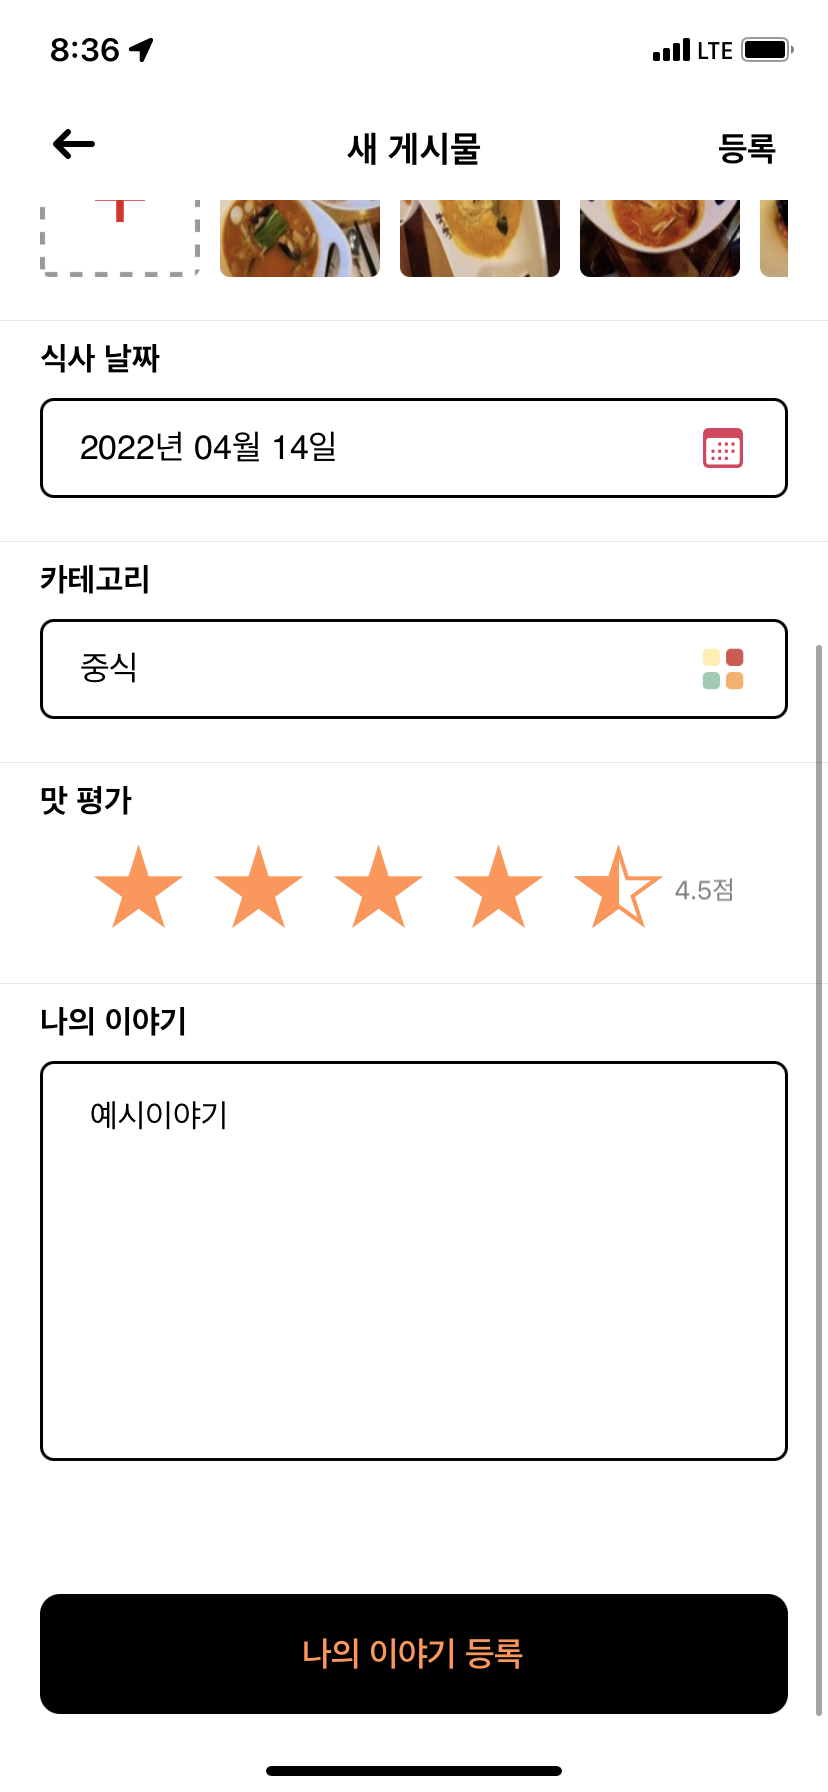 8:36 LTE
새 게시물 등록
식사 날짜
2022년 04월 14일
카테고리
중식
맛 평가
4.5점
나의 이야기
예시이야기
나의 이야기 등록